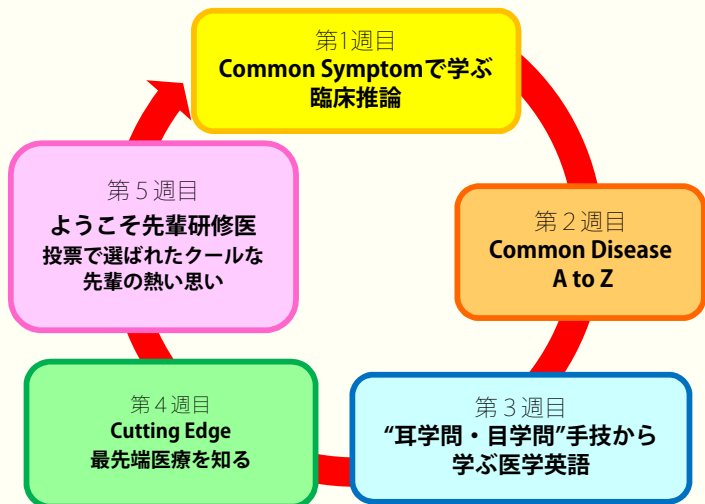 第1週目
Common Symptomで学ぶ
臨床推論
第２週目
Common Disease
A to Z
第３週目
“耳学問・目学問”手技から
学ぶ医学英語
第４週目
Cutting Edge
最先端医療を知る
第５週目
ようこそ先輩研修医
投票で選ばれたクールな
先輩の熱い思い